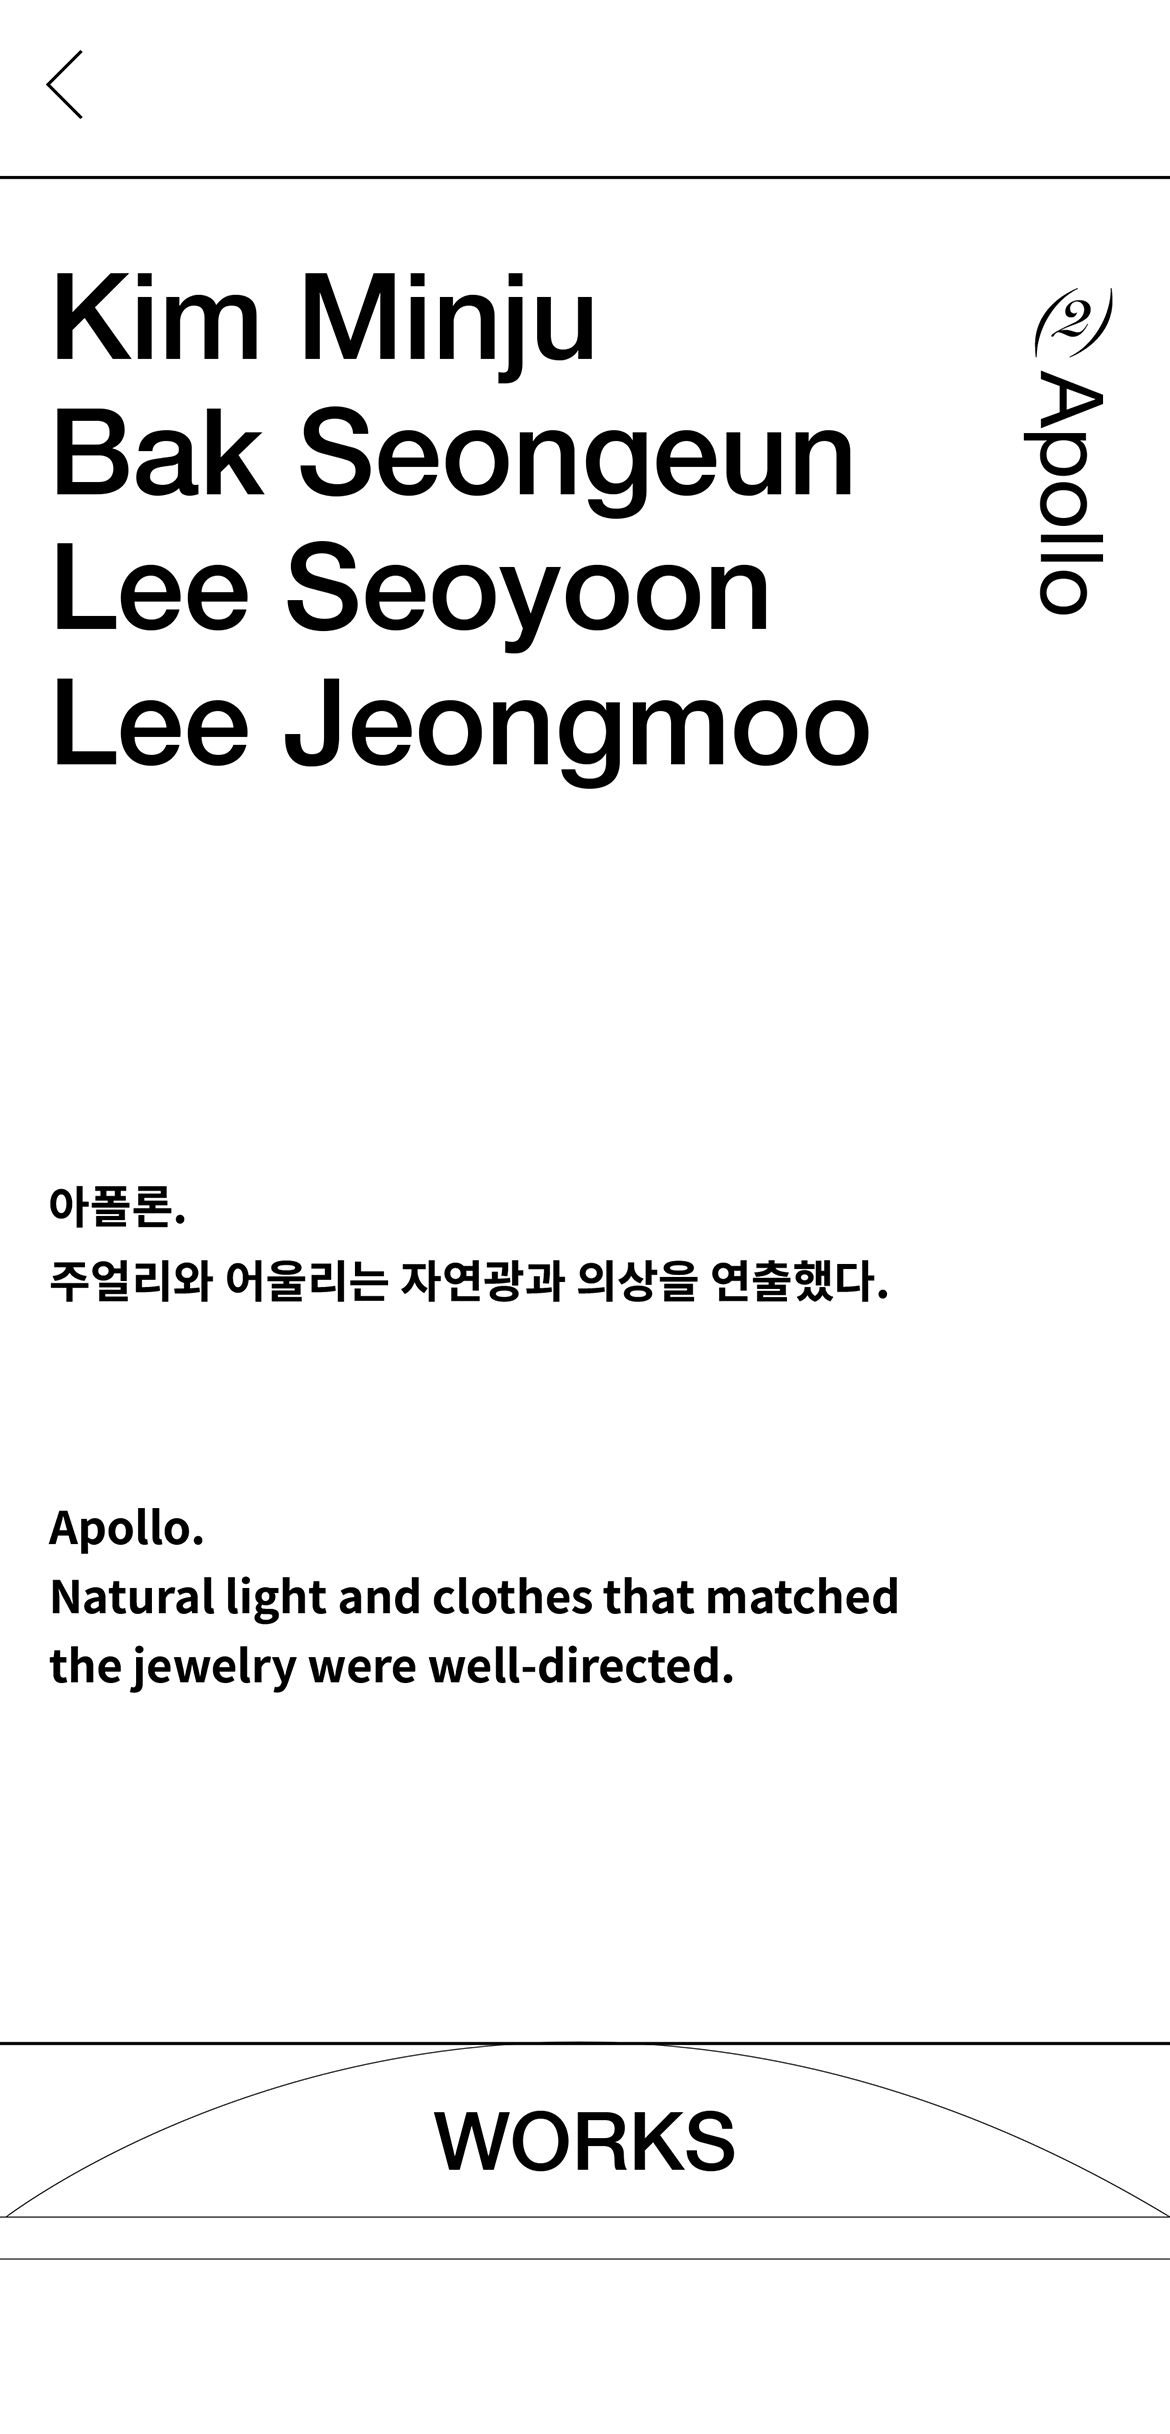 Kim Minju
Bak Seongeun
Lee Seoyoon
Lee Jeongmoo
(2) Apollo
아폴론.
주얼리와 어울리는 자연광과 의상을 연출했다.
Apollo.
Natural light and clothes that matched
the jewelry were well-directed.
WORKS